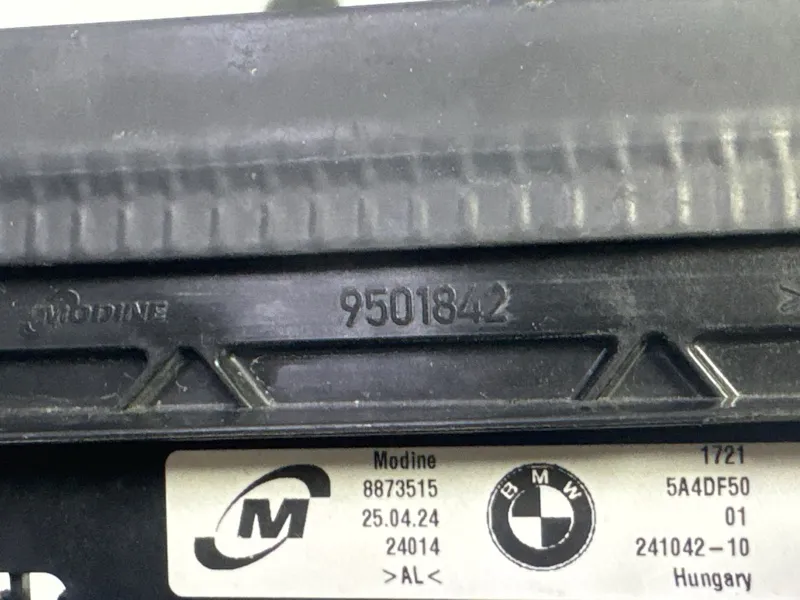 MODINE 9501842
Modine
8873515
25.04.24
24014
>AL<
M
BMW
1721
5A4DF50
01
241042-10
Hungary